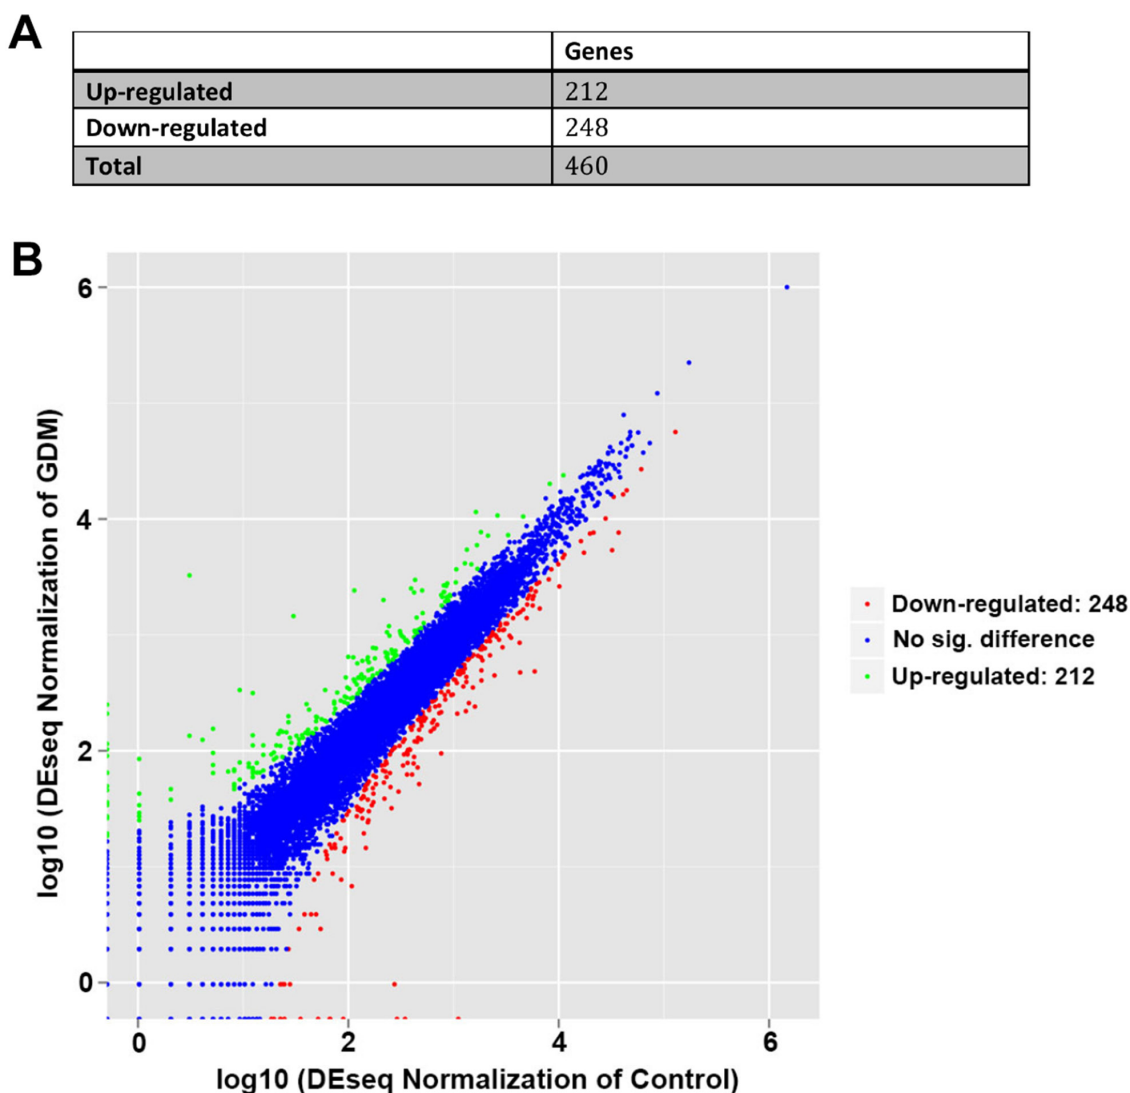 A
Genes
Up-regulated 212
Down-regulated 248
Total 460
B
6
4
2
0
0 2 4 6
log10 (DEseq Normalization of GDM)
log10 (DEseq Normalization of Control)
Down-regulated: 248
No sig. difference
Up-regulated: 212